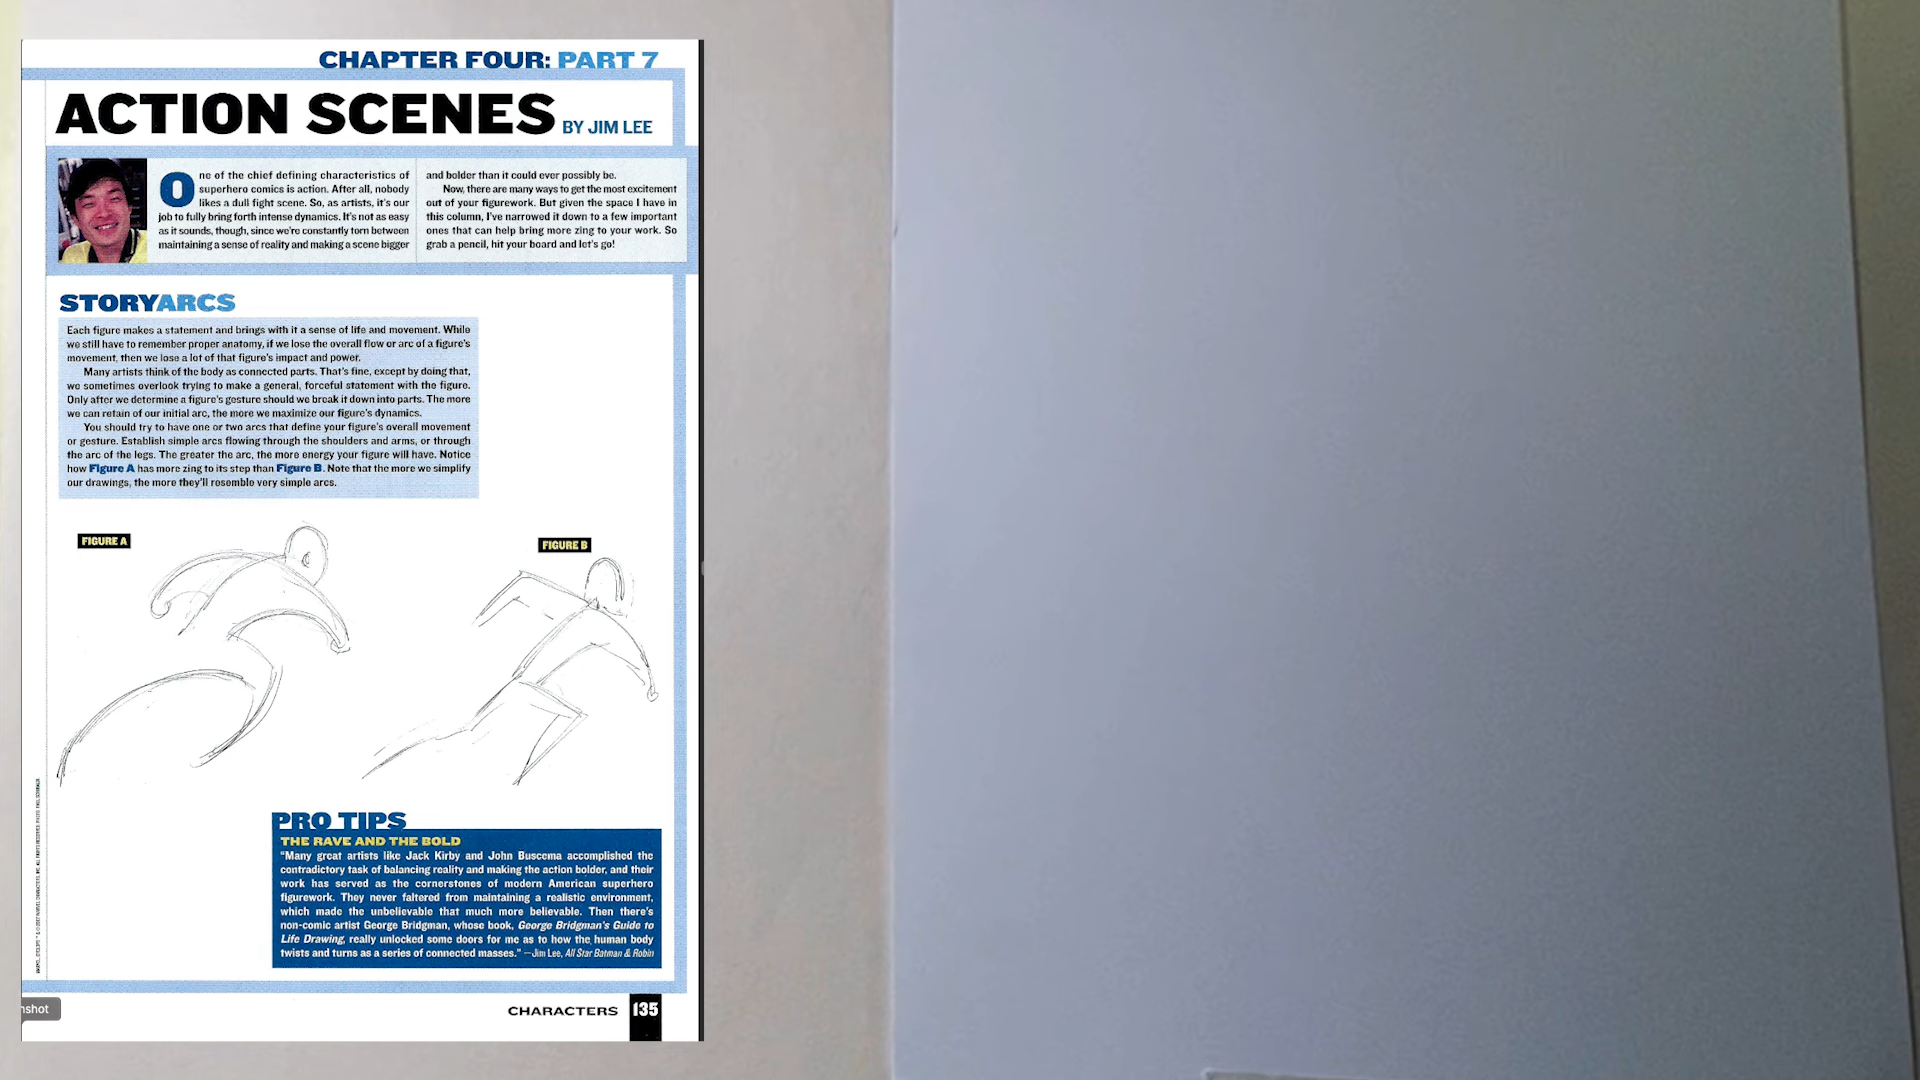 CHAPTER FOUR: PART 7
ACTION SCENES BY JIM LEE
One of the chief defining characteristics of
superhero comics is action. After all, nobody
likes a dull fight scene. So, as artists, it's our
job to fully bring forth intense dynamics. It's not as easy
as it sounds, though, since we're constantly torn between
maintaining a sense of reality and making a scene bigger
and bolder than it could ever possibly be.
Now, there are many ways to get the most excitement
out of your figurework. But given the space I have in
this column, I've narrowed it down to a few important
ones that can help bring more zing to your work. So
grab a pencil, hit your board and let's go!
STORYARCS
Each figure makes a statement and brings with it a sense of life and movement. While
we still have to remember proper anatomy, if we lose the overall flow or arc of a figure's
movement, then we lose a lot of that figure's impact and power.
Many artists think of the body as connected parts. That's fine, except by doing that,
we sometimes overlook trying to make a general, forceful statement with the figure.
Only after we determine a figure's gesture should we break it down into parts. The more
we can retain of our initial arc, the more we maximize our figure's dynamics.
You should try to have one or two arcs that define your figure's overall movement
or gesture. Establish simple arcs flowing through the shoulders and arms, or through
the arc of the legs. The greater the arc, the more energy your figure will have. Notice
how Figure A has more zing to its step than Figure B. Note that the more we simplify
our drawings, the more they'll resemble very simple arcs.
FIGURE A
FIGURE B
PRO TIPS
THE RAVE AND THE BOLD
"Many great artists like Jack Kirby and John Buscema accomplished the
contradictory task of balancing reality and making the action bolder, and their
work has served as the cornerstones of modern American superhero
figurework. They never faltered from maintaining a realistic environment,
which made the unbelievable that much more believable. Then there's
non-comic artist George Bridgman, whose book, George Bridgman's Guide to
Life Drawing, really unlocked some doors for me as to how the human body
twists and turns as a series of connected masses." —Jim Lee, All Star Batman & Robin
nshot
CHARACTERS 135